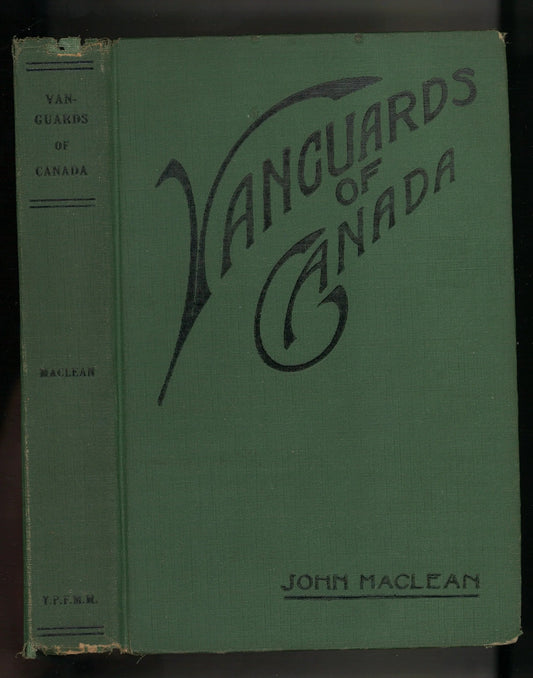 VAN-
GUARDS
OF
CANADA
MACLEAN
Y.P.F.M.M.
VANGUARDS
OF
CANADA
JOHN MACLEAN